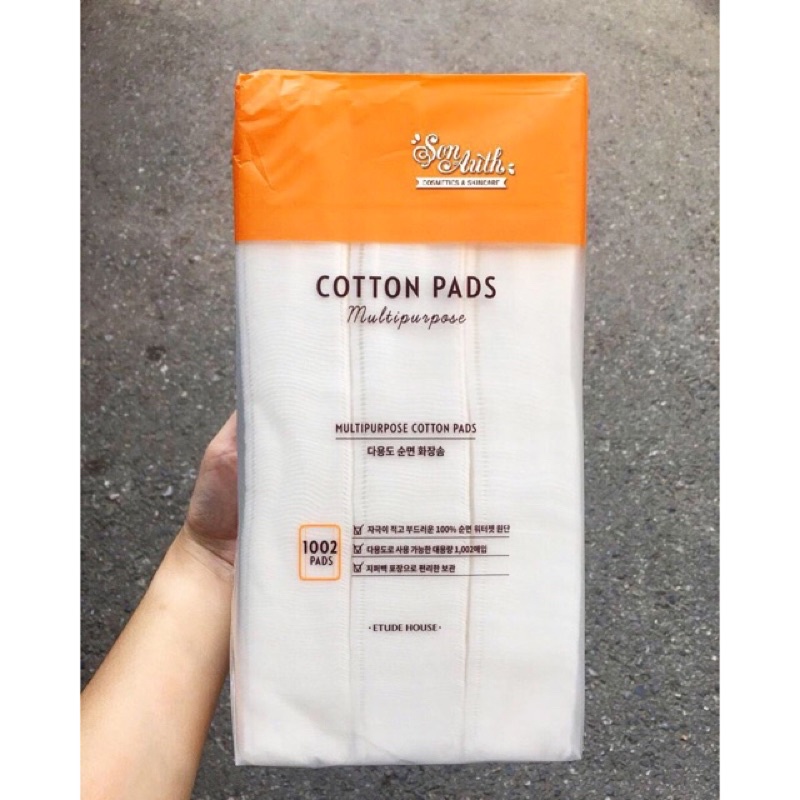 Son Auth
COSMETICS & SKINCARE
COTTON PADS
Multipurpose
MULTIPURPOSE COTTON PADS
다용도 순면 화장솜
1002
PADS
자극이 적고 부드러운 100% 순면 워터젯 원단
다용도로 사용 가능한 대용량 1,002매입
지퍼백 포장으로 편리한 보관
·ETUDE HOUSE·